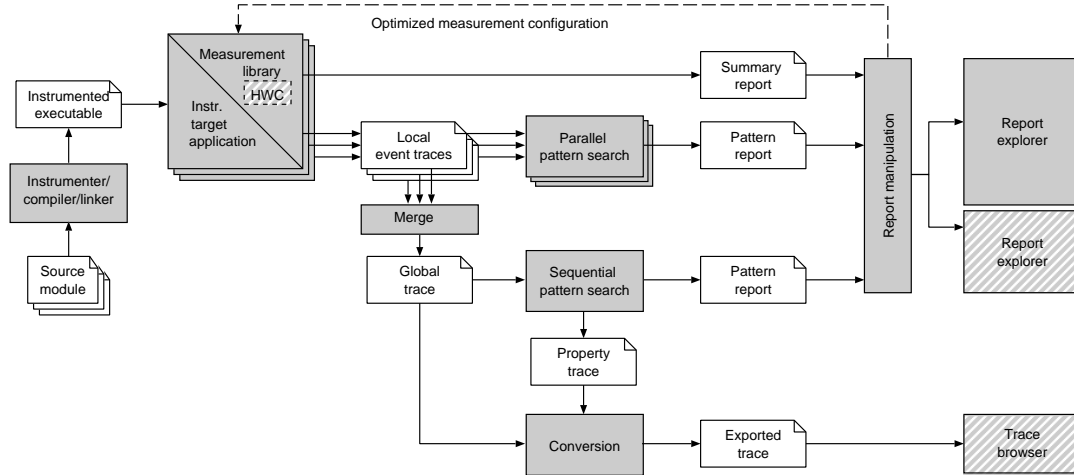 Optimized measurement configuration
Measurement
library
HWC
Instr.
target
application
Instrumented
executable
Instrumenter/
compiler/linker
Source
module
Local
event traces
Merge
Global
trace
Parallel
pattern search
Sequential
pattern search
Property
trace
Conversion
Summary
report
Pattern
report
Pattern
report
Exported
trace
Report manipulation
Report
explorer
Report
explorer
Trace
browser